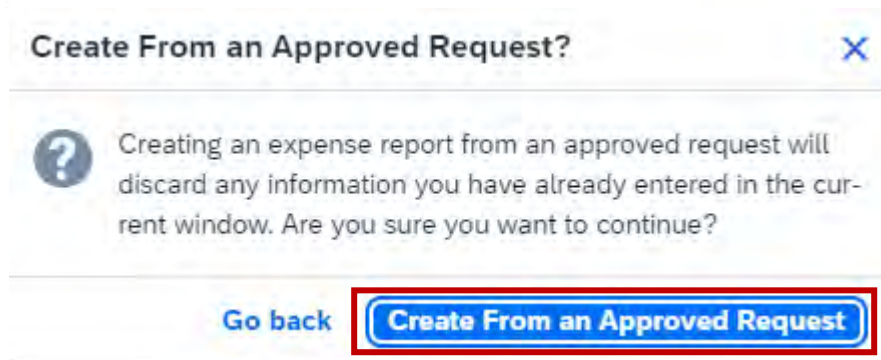 Create From an Approved Request?
Creating an expense report from an approved request will
discard any information you have already entered in the cur-
rent window. Are you sure you want to continue?
Go back Create From an Approved Request